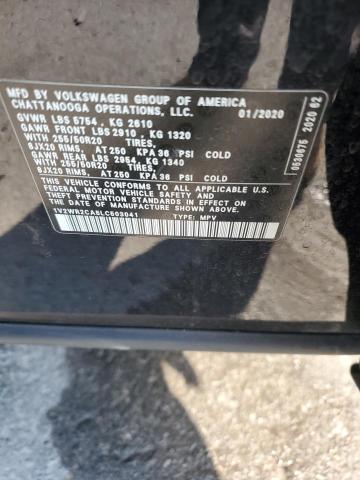 MFD BY VOLKSWAGEN GROUP OF AMERICA
CHATTANOOGA OPERATIONS, LLC.
01/2020
GVWR LBS 5754 , KG 2610
GAWR FRONT LBS 2910 , KG 1320
WITH 255/50R20 TIRES,
8JX20 RIMS, AT 250 KPA 36 PSI COLD
GAWR REAR LBS 2954, KG 1340
WITH 255/50R20 TIRES,
8JX20 RIMS, AT 250 KPA 36 PSI COLD
THIS VEHICLE CONFORMS TO ALL APPLICABLE U.S.
FEDERAL MOTOR VEHICLE SAFETY AND
THEFT PREVENTION STANDARDS IN EFFECT
ON THE DATE OF MANUFACTURE SHOWN ABOVE.
1V2WR2CA8LC603041 TYPE: MPV
0530675 2020 02